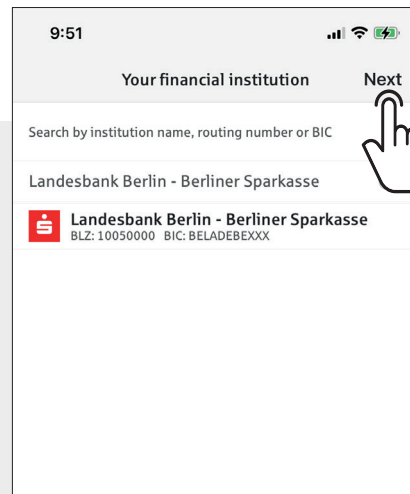 9:51
Your financial institution Next
Search by institution name, routing number or BIC
Landesbank Berlin - Berliner Sparkasse
Landesbank Berlin - Berliner Sparkasse
BLZ: 10050000 BIC: BELADEBEXXX